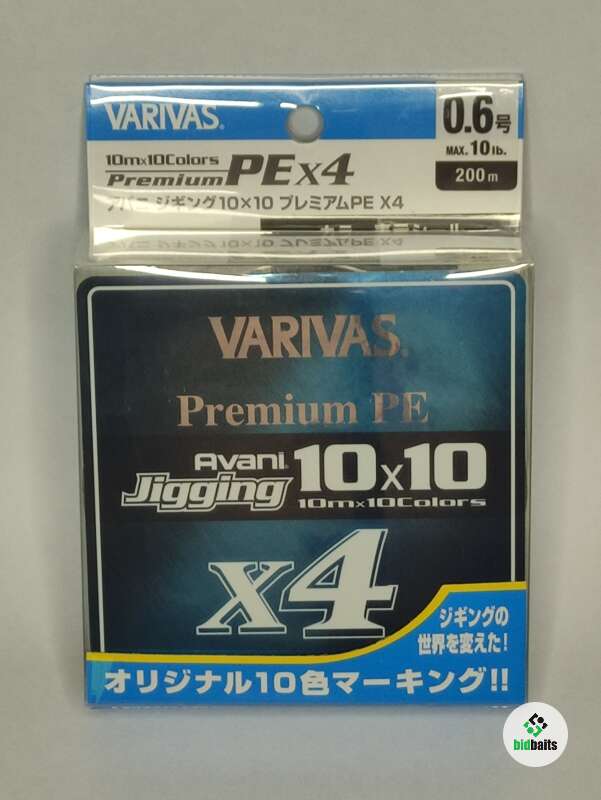 VARIVAS®
0.6号
MAX. 10 lb.
200m
10m×10Colors
Premium PE X4
アバニ ジギング10×10 プレミアムPE X4
VARIVAS®
Premium PE
Avani®
Jigging 10×10
10m×10Colors
X4
ジギングの
世界を変えた!
オリジナル10色マーキング!!
bidbaits